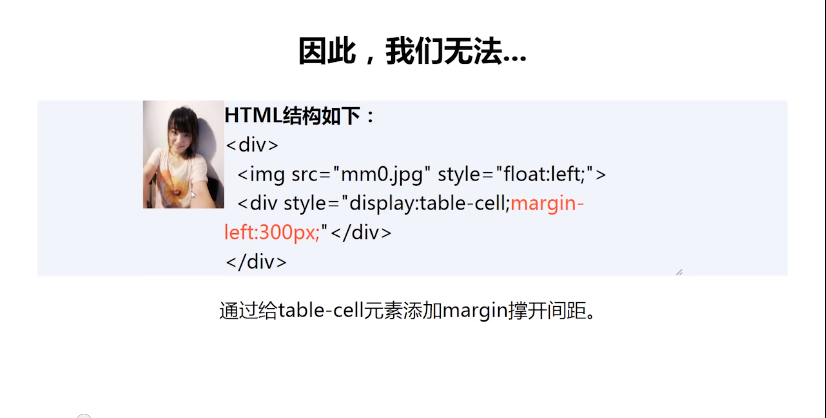 因此，我们无法...
HTML结构如下：
<div>
<img src="mm0.jpg" style="float:left;">
<div style="display:table-cell;margin-
left:300px;"</div>
</div>
通过给table-cell元素添加margin撑开间距。